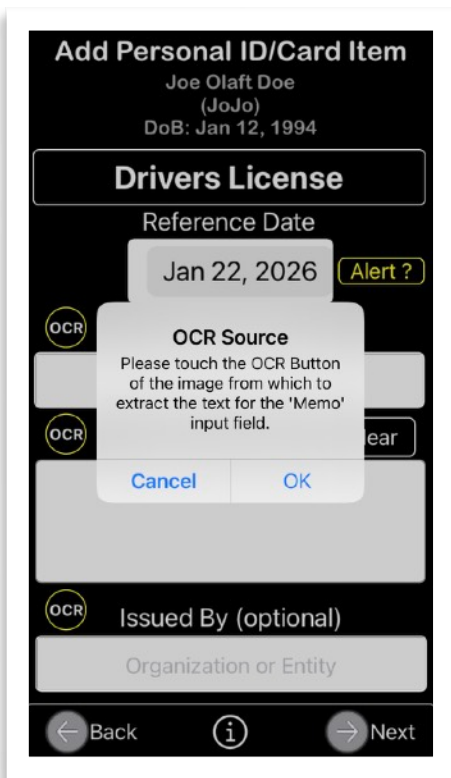 Add Personal ID/Card Item
Joe Olaft Doe
(JoJo)
DoB: Jan 12, 1994
Drivers License
Reference Date
Jan 22, 2026 Alert ?
OCR
OCR Source
Please touch the OCR Button
of the image from which to
extract the text for the 'Memo'
input field.
OCR
Cancel OK
OCR Issued By (optional)
Organization or Entity
Back Next